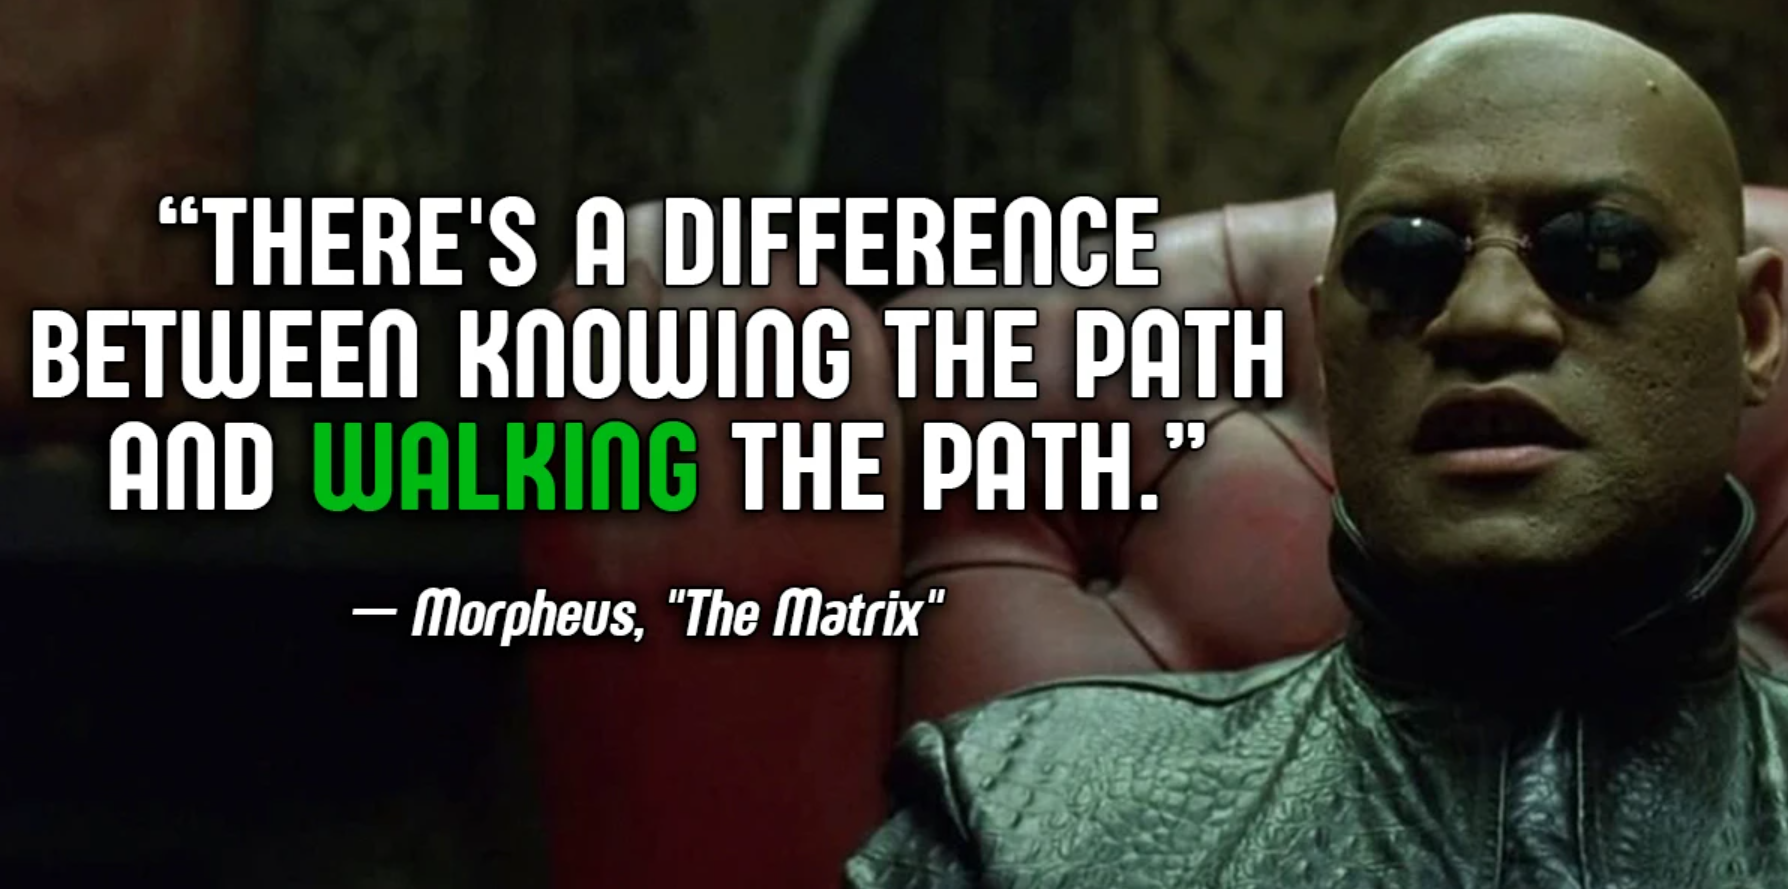 “THERE'S A DIFFERENCE
BETWEEN KNOWING THE PATH
AND WALKING THE PATH.”
— Morpheus, "The Matrix"